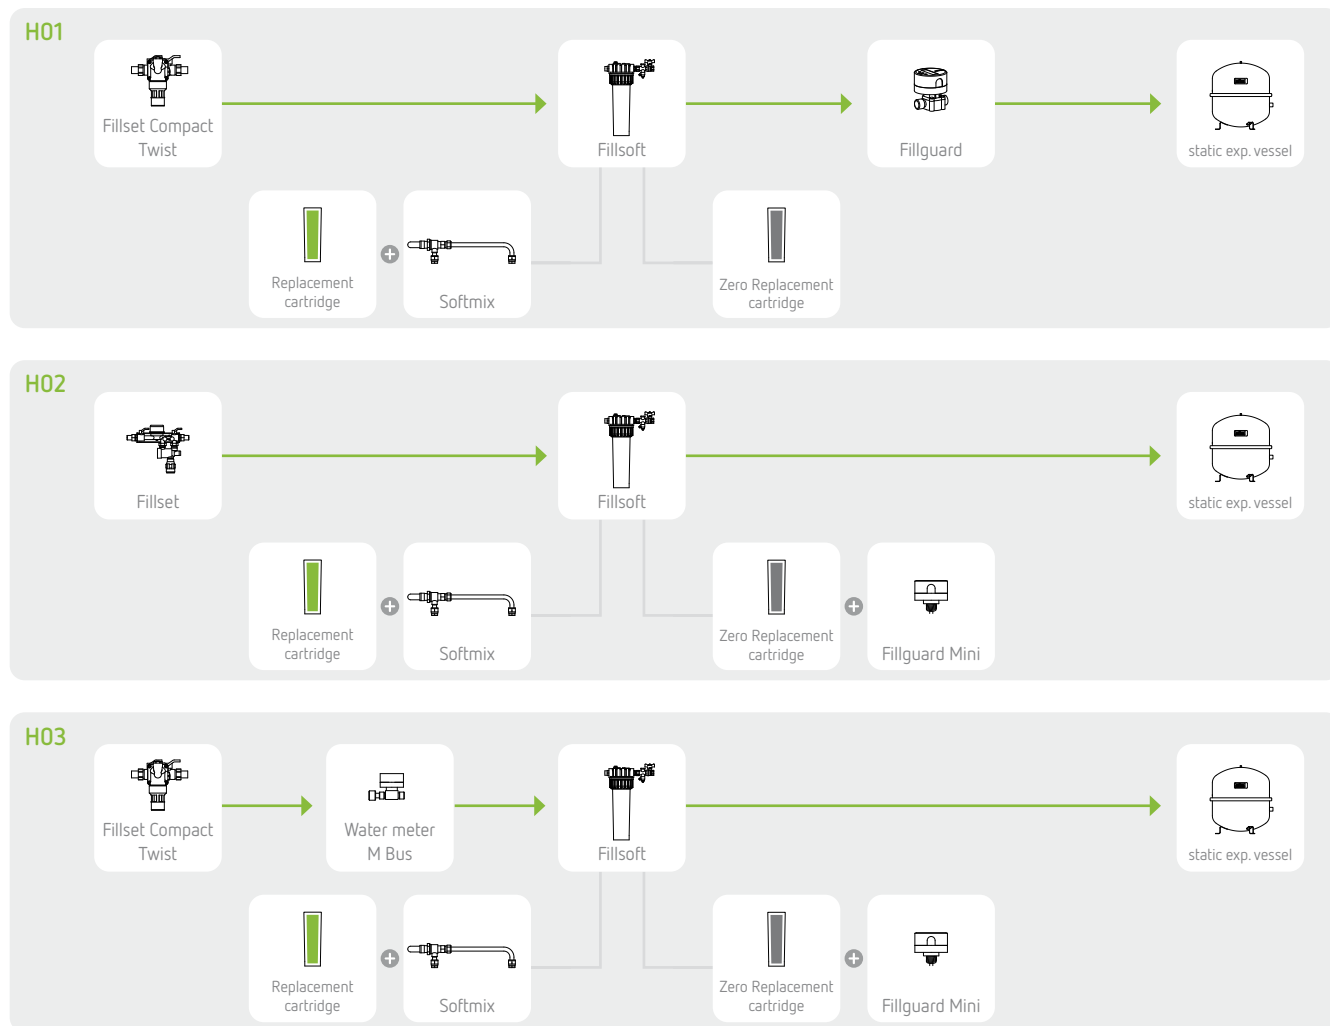 H01
Fillset Compact
Twist
Fillsoft
Fillguard
static exp. vessel
Replacement
cartridge
Softmix
Zero Replacement
cartridge
H02
Fillset
Fillsoft
static exp. vessel
Replacement
cartridge
Softmix
Zero Replacement
cartridge
Fillguard Mini
H03
Fillset Compact
Twist
Water meter
M Bus
Fillsoft
static exp. vessel
Replacement
cartridge
Softmix
Zero Replacement
cartridge
Fillguard Mini